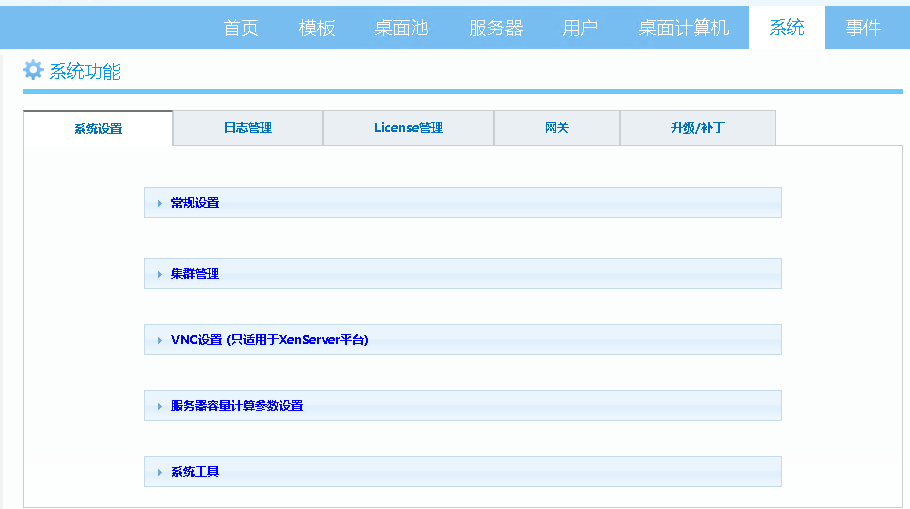 首页 模板 桌面池 服务器 用户 桌面计算机 系统 事件
系统功能
系统设置 日志管理 License管理 网关 升级/补丁
常规设置
集群管理
VNC设置 (只适用于XenServer平台)
服务器容量计算参数设置
系统工具